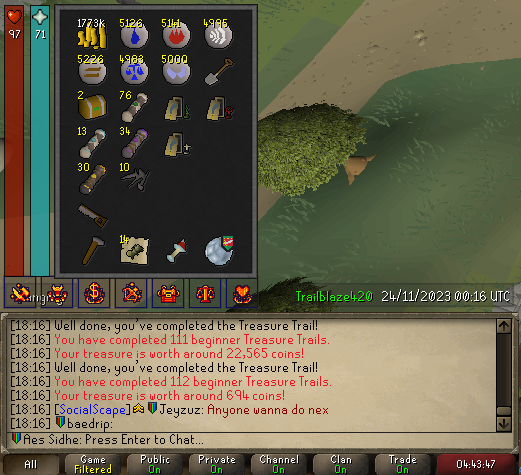 1773K 5126 5141 4995
97 71
5226 4983 5000
2 76
13 34
30 10
14
Trailblaze420 24/11/2023 00:16 UTC
[18:16] Well done, you've completed the Treasure Trail!
[18:16] You have completed 111 beginner Treasure Trails.
[18:16] Your treasure is worth around 22,565 coins!
[18:16] Well done, you've completed the Treasure Trail!
[18:16] You have completed 112 beginner Treasure Trails.
[18:16] Your treasure is worth around 694 coins!
[18:16] [SocialScape] Jeyzuz: Anyone wanna do nex
[18:16] baedrip:
Aes Sidhe: Press Enter to Chat...
All Game Filtered Public On Private On Channel On Clan On Trade On 04:43:47